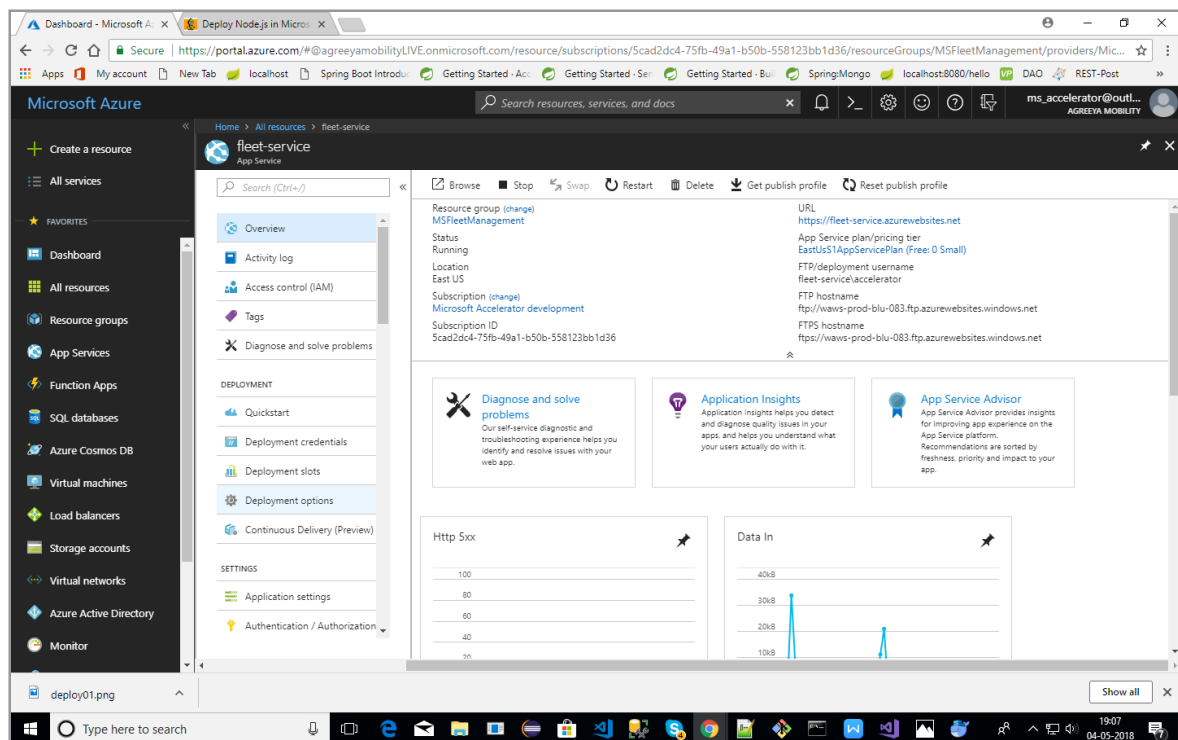 Dashboard - Microsoft A
Deploy Node.js in Micros
Secure
https://portal.azure.com/#@agreeyamobilityLIVE.onmicrosoft.com/resource/subscriptions/5cad2dc4-75fb-49a1-b50b-558123bb1d36/resourceGroups/MSFleetManagement/providers/Mic...
Apps
My account
New Tab
localhost
Spring Boot Introduc
Getting Started · Acc
Getting Started · Ser
Getting Started · Buil
Spring:Mongo
localhost:8080/hello
VP
DAO
REST-Post
»
Microsoft Azure
Search resources, services, and docs
ms_accelerator@outl...
AGREEYA MOBILITY
Create a resource
All services
FAVORITES
Dashboard
All resources
Resource groups
App Services
Function Apps
SQL databases
Azure Cosmos DB
Virtual machines
Load balancers
Storage accounts
Virtual networks
Azure Active Directory
Monitor
Home > All resources > fleet-service
fleet-service
App Service
Search (Ctrl+/)
Overview
Activity log
Access control (IAM)
Tags
Diagnose and solve problems
DEPLOYMENT
Quickstart
Deployment credentials
Deployment slots
Deployment options
Continuous Delivery (Preview)
SETTINGS
Application settings
Authentication / Authorization
Browse
Stop
Swap
Restart
Delete
Get publish profile
Reset publish profile
Resource group (change)
MSFleetManagement
Status
Running
Location
East US
Subscription (change)
Microsoft Accelerator development
Subscription ID
5cad2dc4-75fb-49a1-b50b-558123bb1d36
URL
https://fleet-service.azurewebsites.net
App Service plan/pricing tier
EastUsS1AppServicePlan (Free: 0 Small)
FTP/deployment username
fleet-service\accelerator
FTP hostname
ftp://waws-prod-blu-083.ftp.azurewebsites.windows.net
FTPS hostname
ftps://waws-prod-blu-083.ftp.azurewebsites.windows.net
Diagnose and solve
problems
Our self-service diagnostic and
troubleshooting experience helps you
identify and resolve issues with your
web app.
Application Insights
Application Insights helps you detect
and diagnose quality issues in your
apps, and helps you understand what
your users actually do with it.
App Service Advisor
App Service Advisor provides insights
for improving app experience on the
App Service platform.
Recommendations are sorted by
freshness, priority and impact to your
app.
Http 5xx
100
80
60
40
20
Data In
40kB
30kB
20kB
10kB
deploy01.png
Show all
Type here to search
19:07
04-05-2018